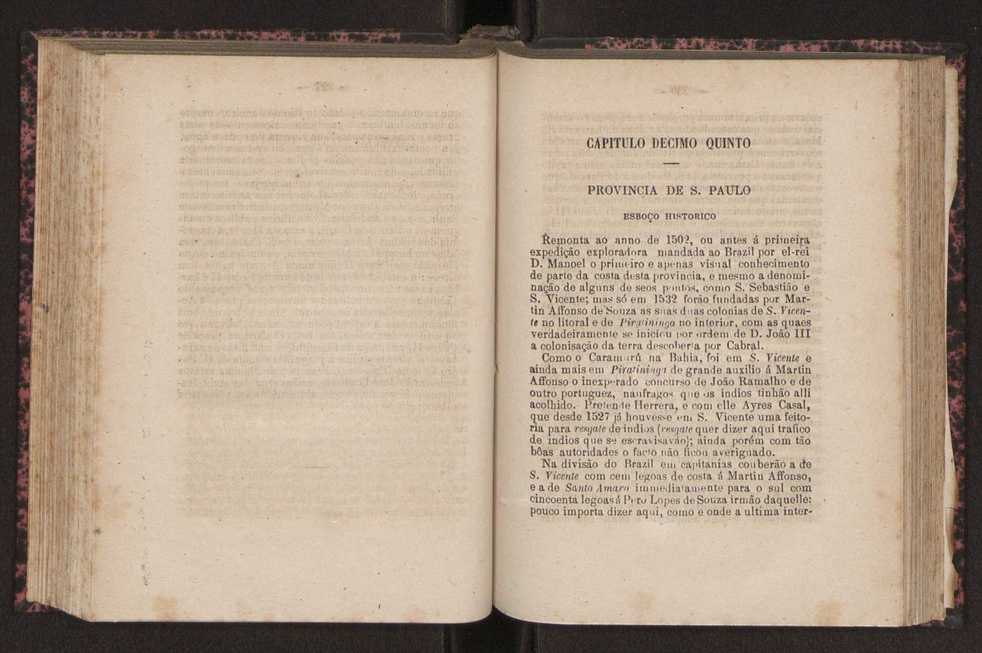 CAPITULO DECIMO QUINTO
PROVINCIA DE S. PAULO
ESBOÇO HISTORICO
Remonta ao anno de 1502, ou antes á primeira
expedição exploradora mandada ao Brazil por el-rei
D. Manoel o primeiro e apenas visual conhecimento
de parte da costa desta provincia, e mesmo a denomi-
nação de alguns de seos pontos, como S. Sebastião e
S. Vicente; mas só em 1532 forão fundadas por Mar-
tin Affonso de Souza as suas duas colonias de S. Vicen-
te no litoral e de Piratininga no interior, com as quaes
verdadeiramente se iniciou por ordem de D. João III
a colonisação da terra descoberta por Cabral.
Como o Caramurú na Bahia, foi em S. Vicente e
ainda mais em Piratininga de grande auxilio á Martin
Affonso o inexperado concurso de João Ramalho e de
outro portuguez, naufragos que os indios tinhão alli
acolhido. Pretende Herrera, e com elle Ayres Casal,
que desde 1527 já houvesse em S. Vicente uma feito-
ria para resgate de indios (resgate quer dizer aqui trafico
de indios que se escravisavão); ainda porém com tão
bôas autoridades o facto não ficou averiguado.
Na divisão do Brazil em capitanias couberão a de
S. Vicente com cem legoas de costa á Martin Affonso,
e a de Santo Amaro immediatamente para o sul com
cincoenta legoas á Pero Lopes de Souza irmão daquelle:
pouco importa dizer aqui, como e onde a ultima inter-